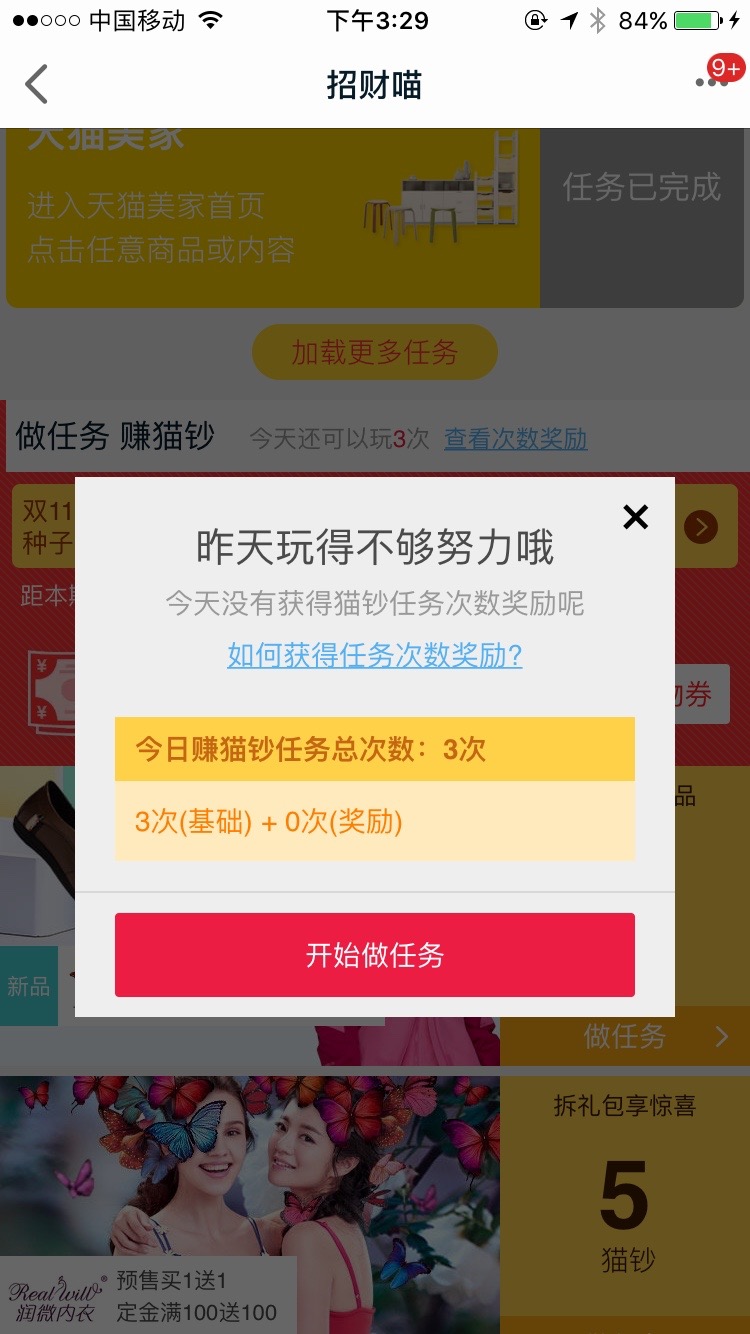 中国移动
下午3:29
84%
招财喵
9+
天猫美家
进入天猫美家首页
点击任意商品或内容
任务已完成
加载更多任务
做任务 赚猫钞
今天还可以玩3次 查看次数奖励
双11
种子
昨天玩得不够努力哦
今天没有获得猫钞任务次数奖励呢
如何获得任务次数奖励?
距本
¥
¥
物券
今日赚猫钞任务总次数：3次
3次(基础) + 0次(奖励)
品
开始做任务
新品
做任务
拆礼包享惊喜
5
猫钞
Realwill®
润微内衣
预售买1送1
定金满100送100